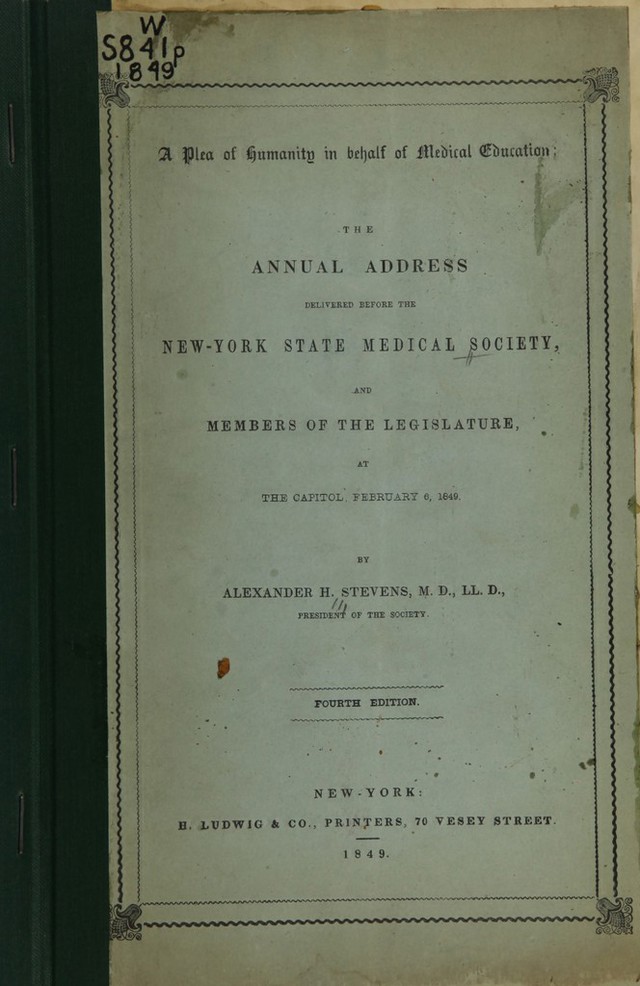 W
S841p
1849
A Plea of Humanity in behalf of Medical Education:
THE
ANNUAL ADDRESS
DELIVERED BEFORE THE
NEW-YORK STATE MEDICAL SOCIETY,
AND
MEMBERS OF THE LEGISLATURE,
AT
THE CAPITOL, FEBRUARY 6, 1849.
BY
ALEXANDER H. STEVENS, M. D., LL. D.,
PRESIDENT OF THE SOCIETY.
FOURTH EDITION.
NEW-YORK:
H. LUDWIG & CO., PRINTERS, 70 VESEY STREET.
1849.